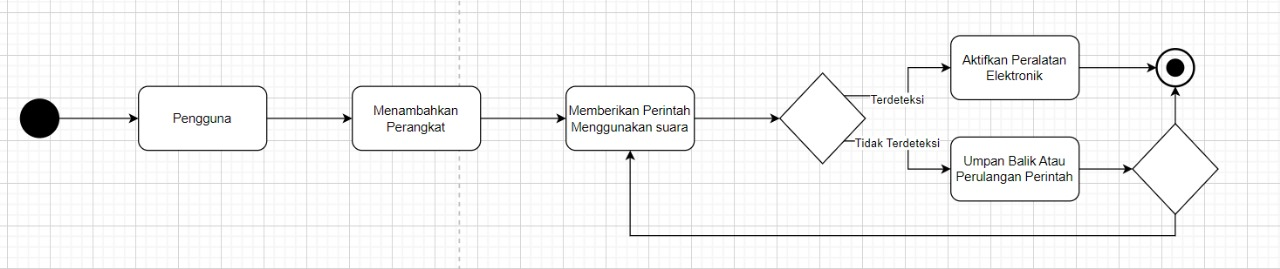 Pengguna
Menambahkan
Perangkat
Memberikan Perintah
Menggunakan suara
Terdeteksi
Tidak Terdeteksi
Aktifkan Peralatan
Elektronik
Umpan Balik Atau
Perulangan Perintah